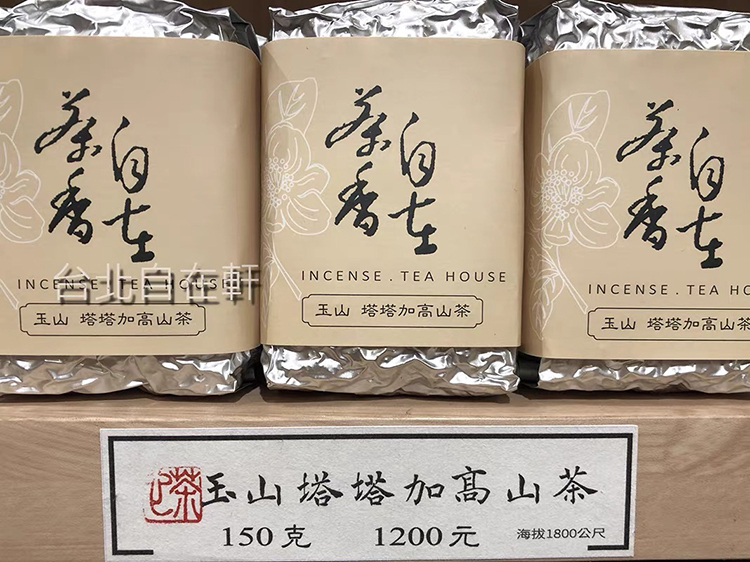 茶香
自在
INCENSE . TEA HOUSE
玉山 塔塔加高山茶
茶香
自在
INCENSE . TEA HOUSE
玉山 塔塔加高山茶
茶香
自在
INCENSE . TEA HO
玉山 塔塔加高山茶
台北自在軒
玉山塔塔加高山茶
150克 1200元 海拔1800公尺